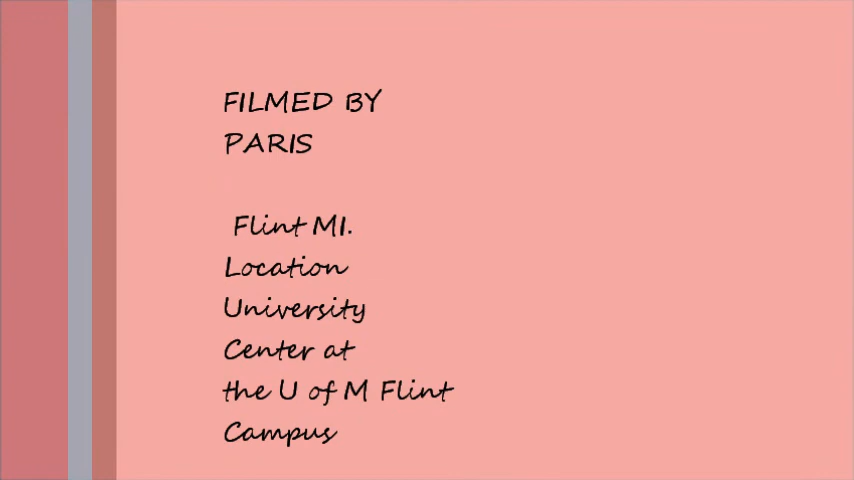 FILMED BY
PARIS
Flint MI.
Location
University
Center at
the U of M Flint
Campus